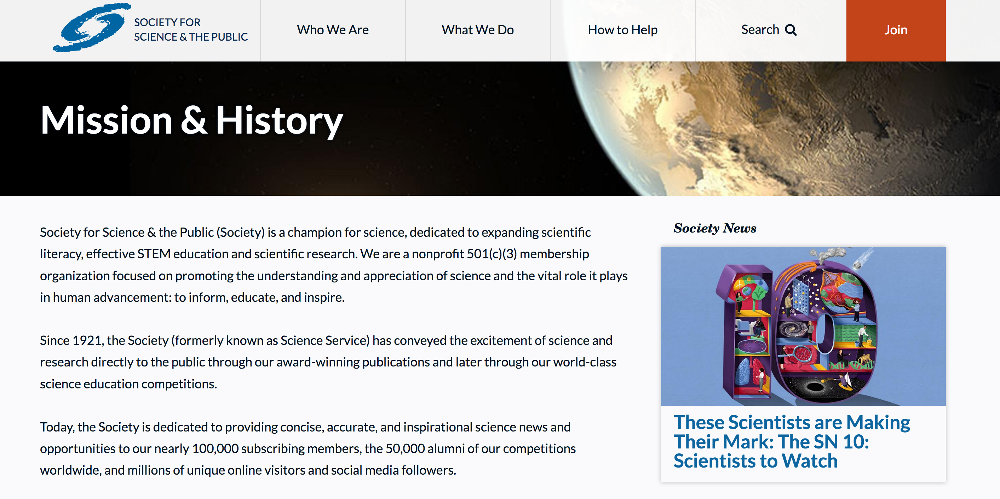 SOCIETY FOR
SCIENCE & THE PUBLIC
Who We Are
What We Do
How to Help
Search
Join
Mission & History
Society for Science & the Public (Society) is a champion for science, dedicated to expanding scientific
literacy, effective STEM education and scientific research. We are a nonprofit 501(c)(3) membership
organization focused on promoting the understanding and appreciation of science and the vital role it plays
in human advancement: to inform, educate, and inspire.
Since 1921, the Society (formerly known as Science Service) has conveyed the excitement of science and
research directly to the public through our award-winning publications and later through our world-class
science education competitions.
Today, the Society is dedicated to providing concise, accurate, and inspirational science news and
opportunities to our nearly 100,000 subscribing members, the 50,000 alumni of our competitions
worldwide, and millions of unique online visitors and social media followers.
Society News
10
These Scientists are Making
Their Mark: The SN 10:
Scientists to Watch